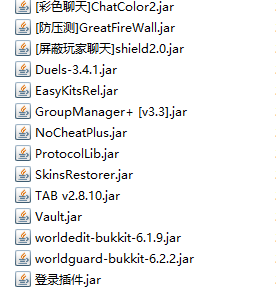 [彩色聊天]ChatColor2.jar
[防压测]GreatFireWall.jar
[屏蔽玩家聊天]shield2.0.jar
Duels-3.4.1.jar
EasyKitsRel.jar
GroupManager+ [v3.3].jar
NoCheatPlus.jar
ProtocolLib.jar
SkinsRestorer.jar
TAB v2.8.10.jar
Vault.jar
worldedit-bukkit-6.1.9.jar
worldguard-bukkit-6.2.2.jar
登录插件.jar